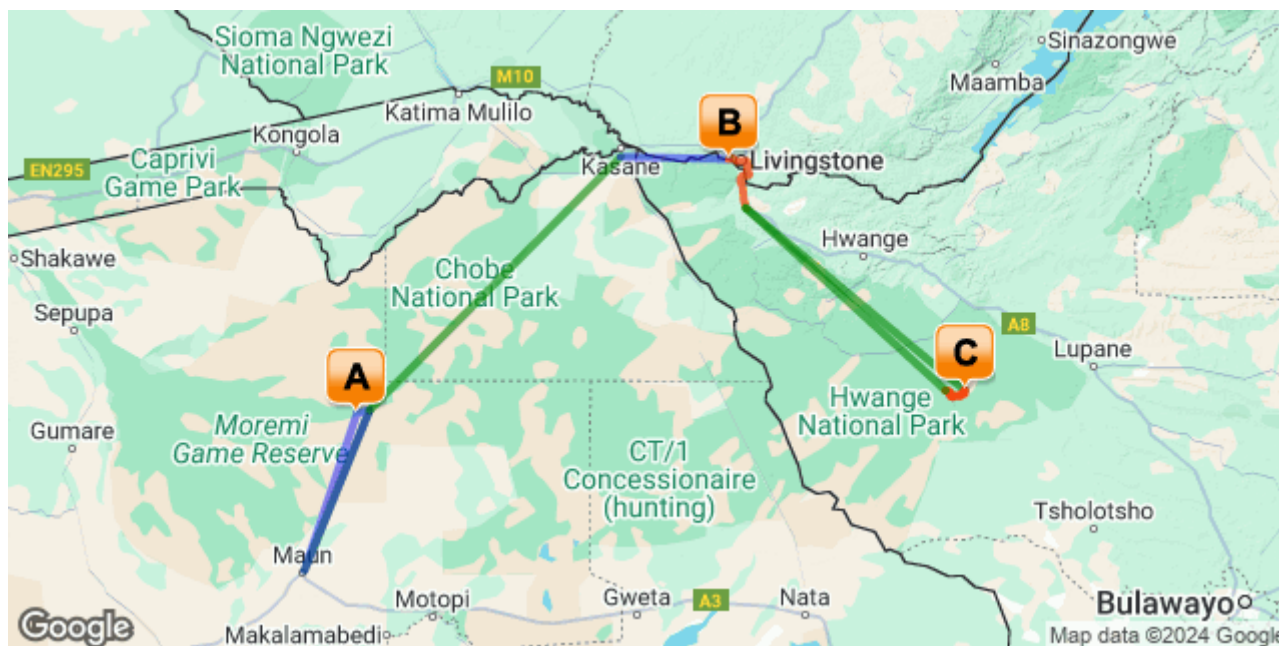 Sioma Ngwezi
National Park
Sinazongwe
Maamba
M10
Katima Mulilo
Kongola
B
Livingstone
Kasane
EN295
Caprivi
Game Park
Shakawe
Hwange
Chobe
National Park
Sepupa
A8
Lupane
A
C
Hwange
National Park
Moremi
Game Reserve
Gumare
CT/1
Concessionaire
(hunting)
Tsholotsho
Maun
Motopi
Gweta
A3
Nata
Bulawayo
Google
Makalamabedi
Map data ©2024 Google